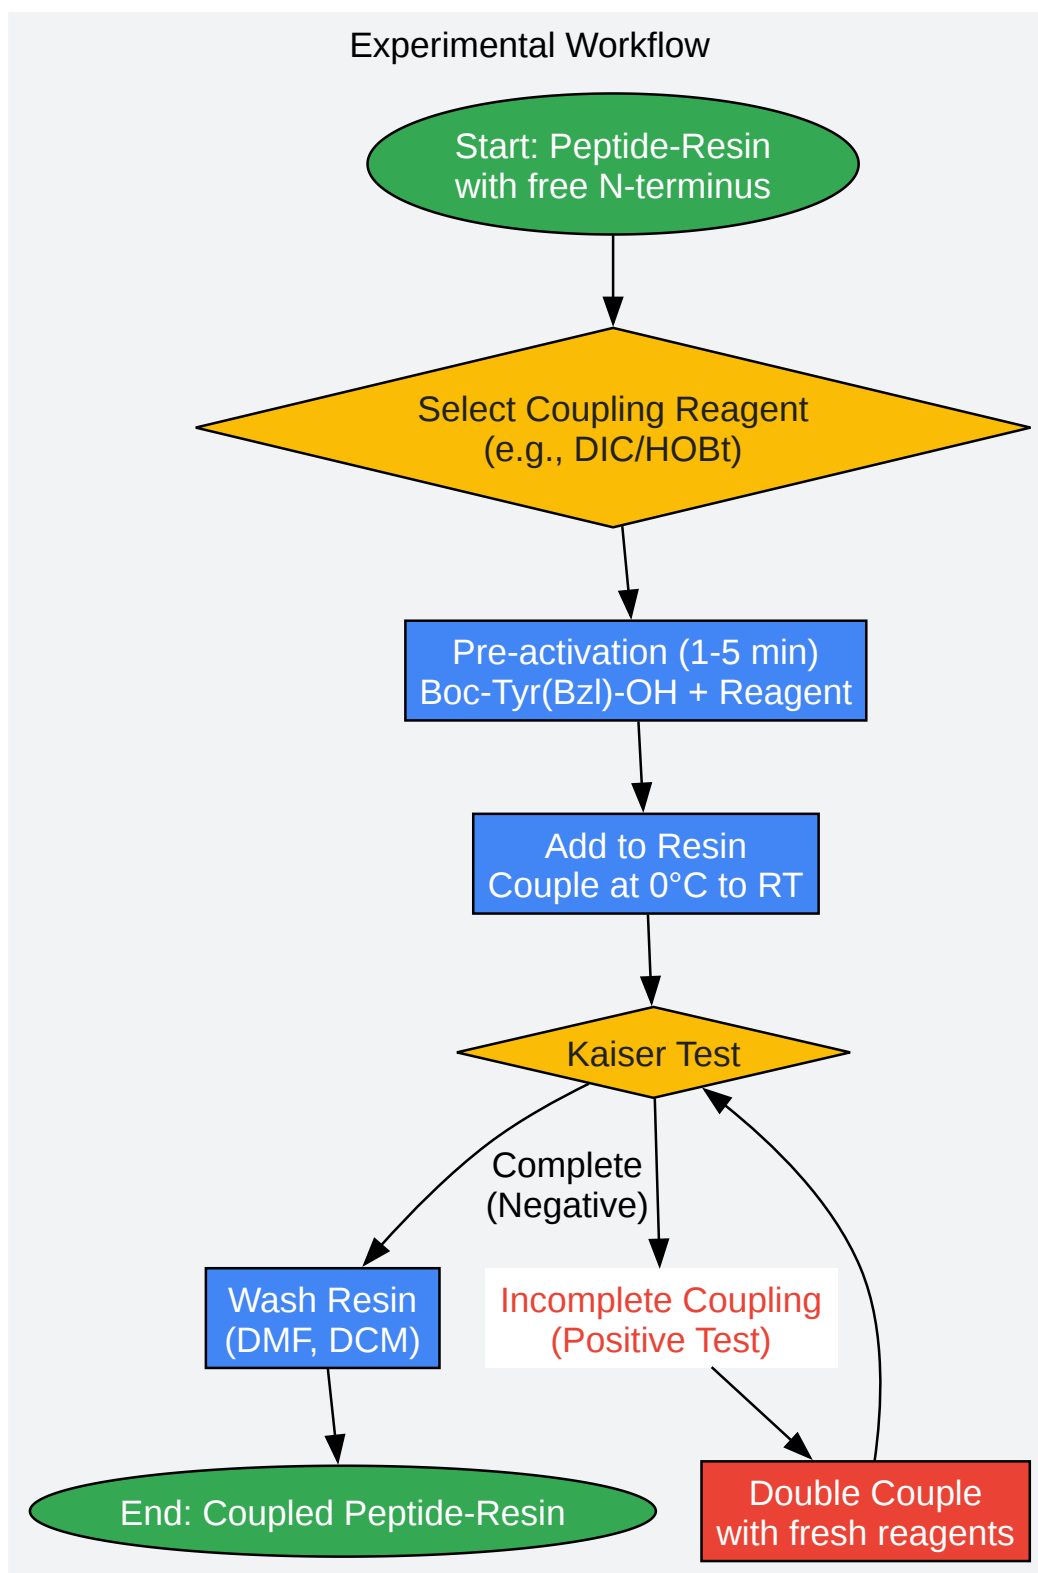 Experimental Workflow
Start: Peptide-Resin
with free N-terminus
Select Coupling Reagent
(e.g., DIC/HOBt)
Pre-activation (1-5 min)
Boc-Tyr(Bzl)-OH + Reagent
Add to Resin
Couple at 0°C to RT
Kaiser Test
Complete
(Negative)
Wash Resin
(DMF, DCM)
Incomplete Coupling
(Positive Test)
End: Coupled Peptide-Resin
Double Couple
with fresh reagents